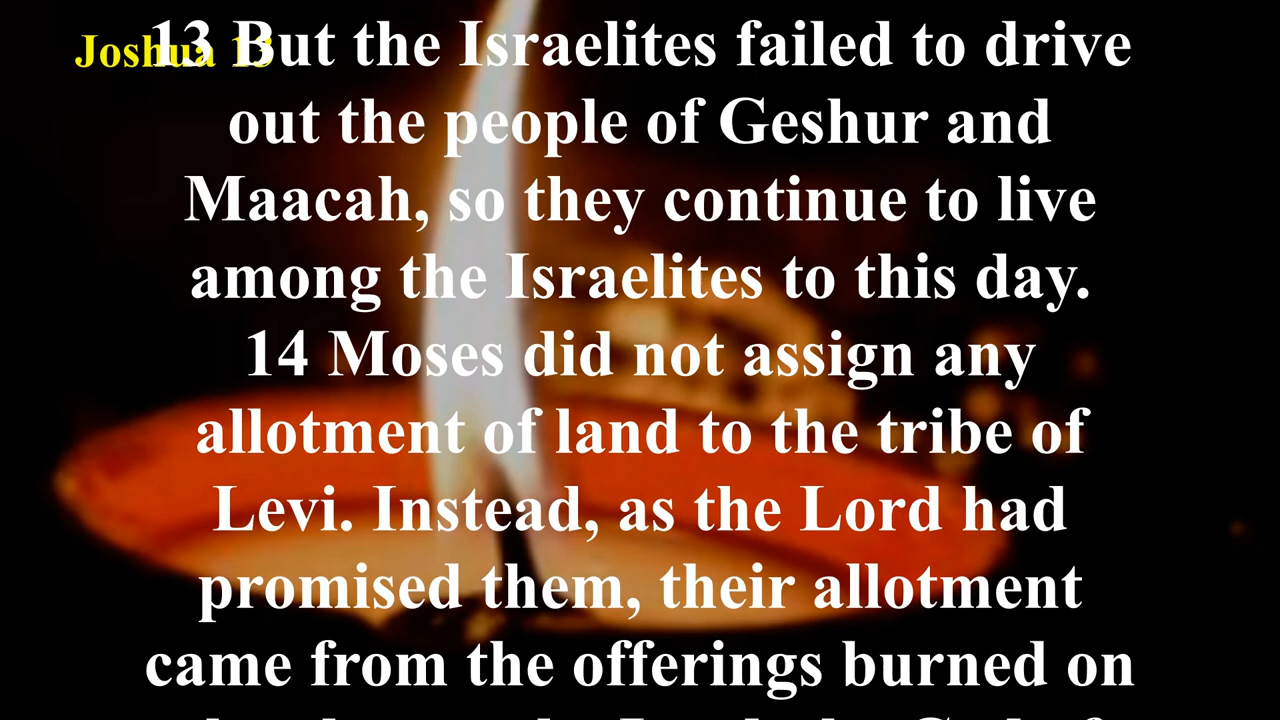 Joshua 13
13 But the Israelites failed to drive
out the people of Geshur and
Maacah, so they continue to live
among the Israelites to this day.
14 Moses did not assign any
allotment of land to the tribe of
Levi. Instead, as the Lord had
promised them, their allotment
came from the offerings burned on